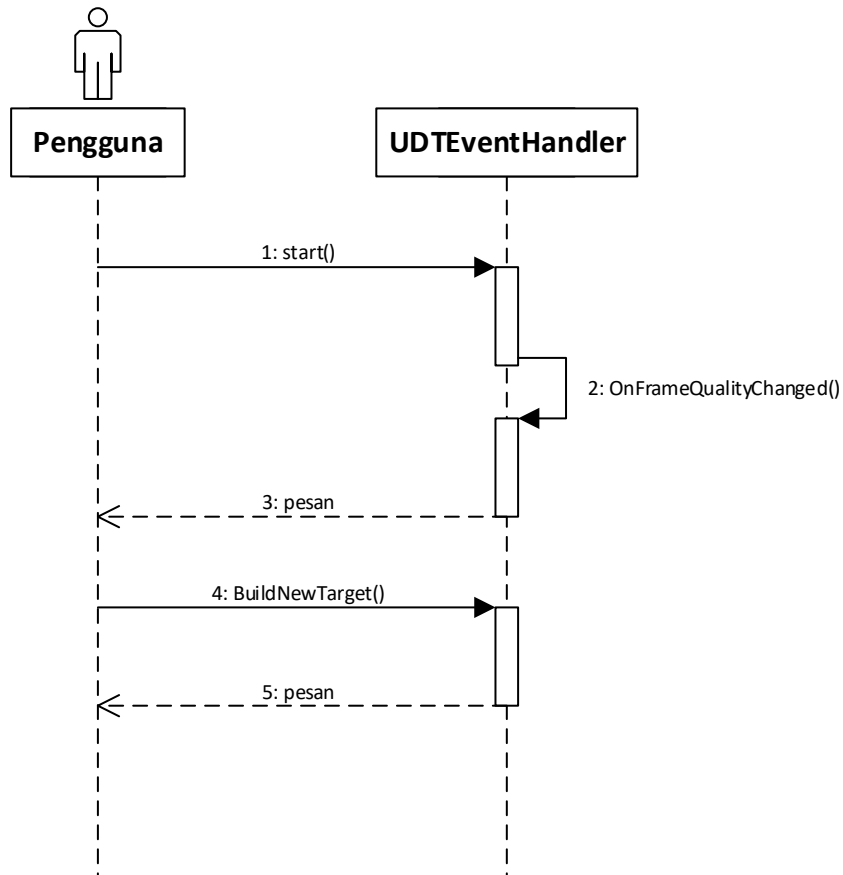 Pengguna
UDTEventHandler
1: start()
2: OnFrameQualityChanged()
3: pesan
4: BuildNewTarget()
5: pesan